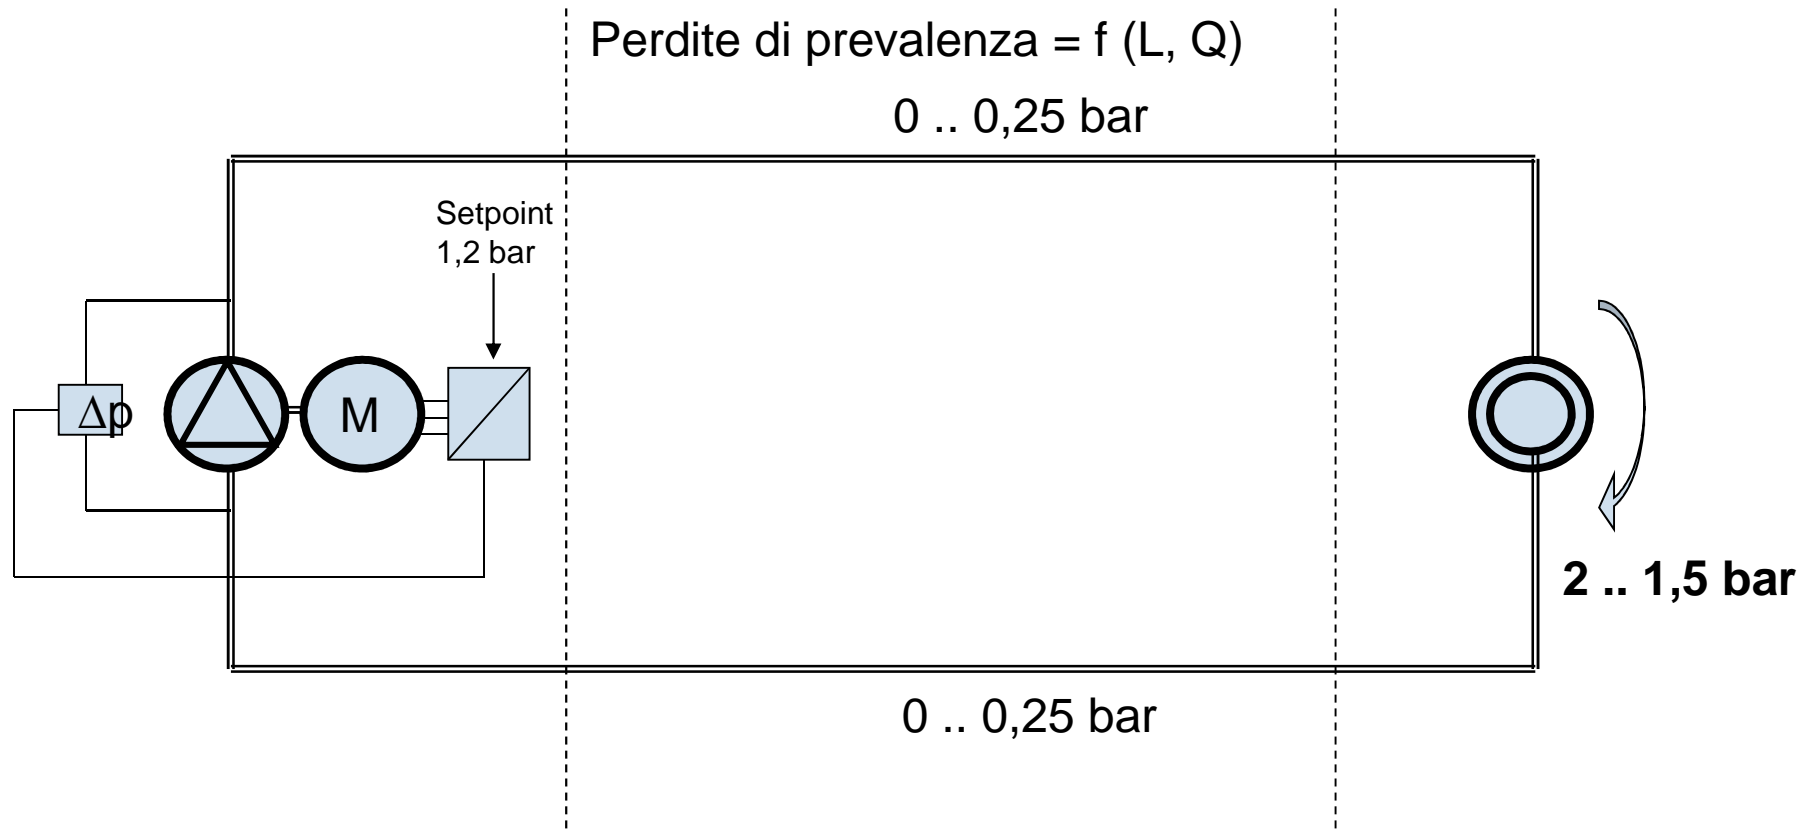 Perdite di prevalenza = f (L, Q)
0 .. 0,25 bar
Setpoint
1,2 bar
Δp
M
2 .. 1,5 bar
0 .. 0,25 bar